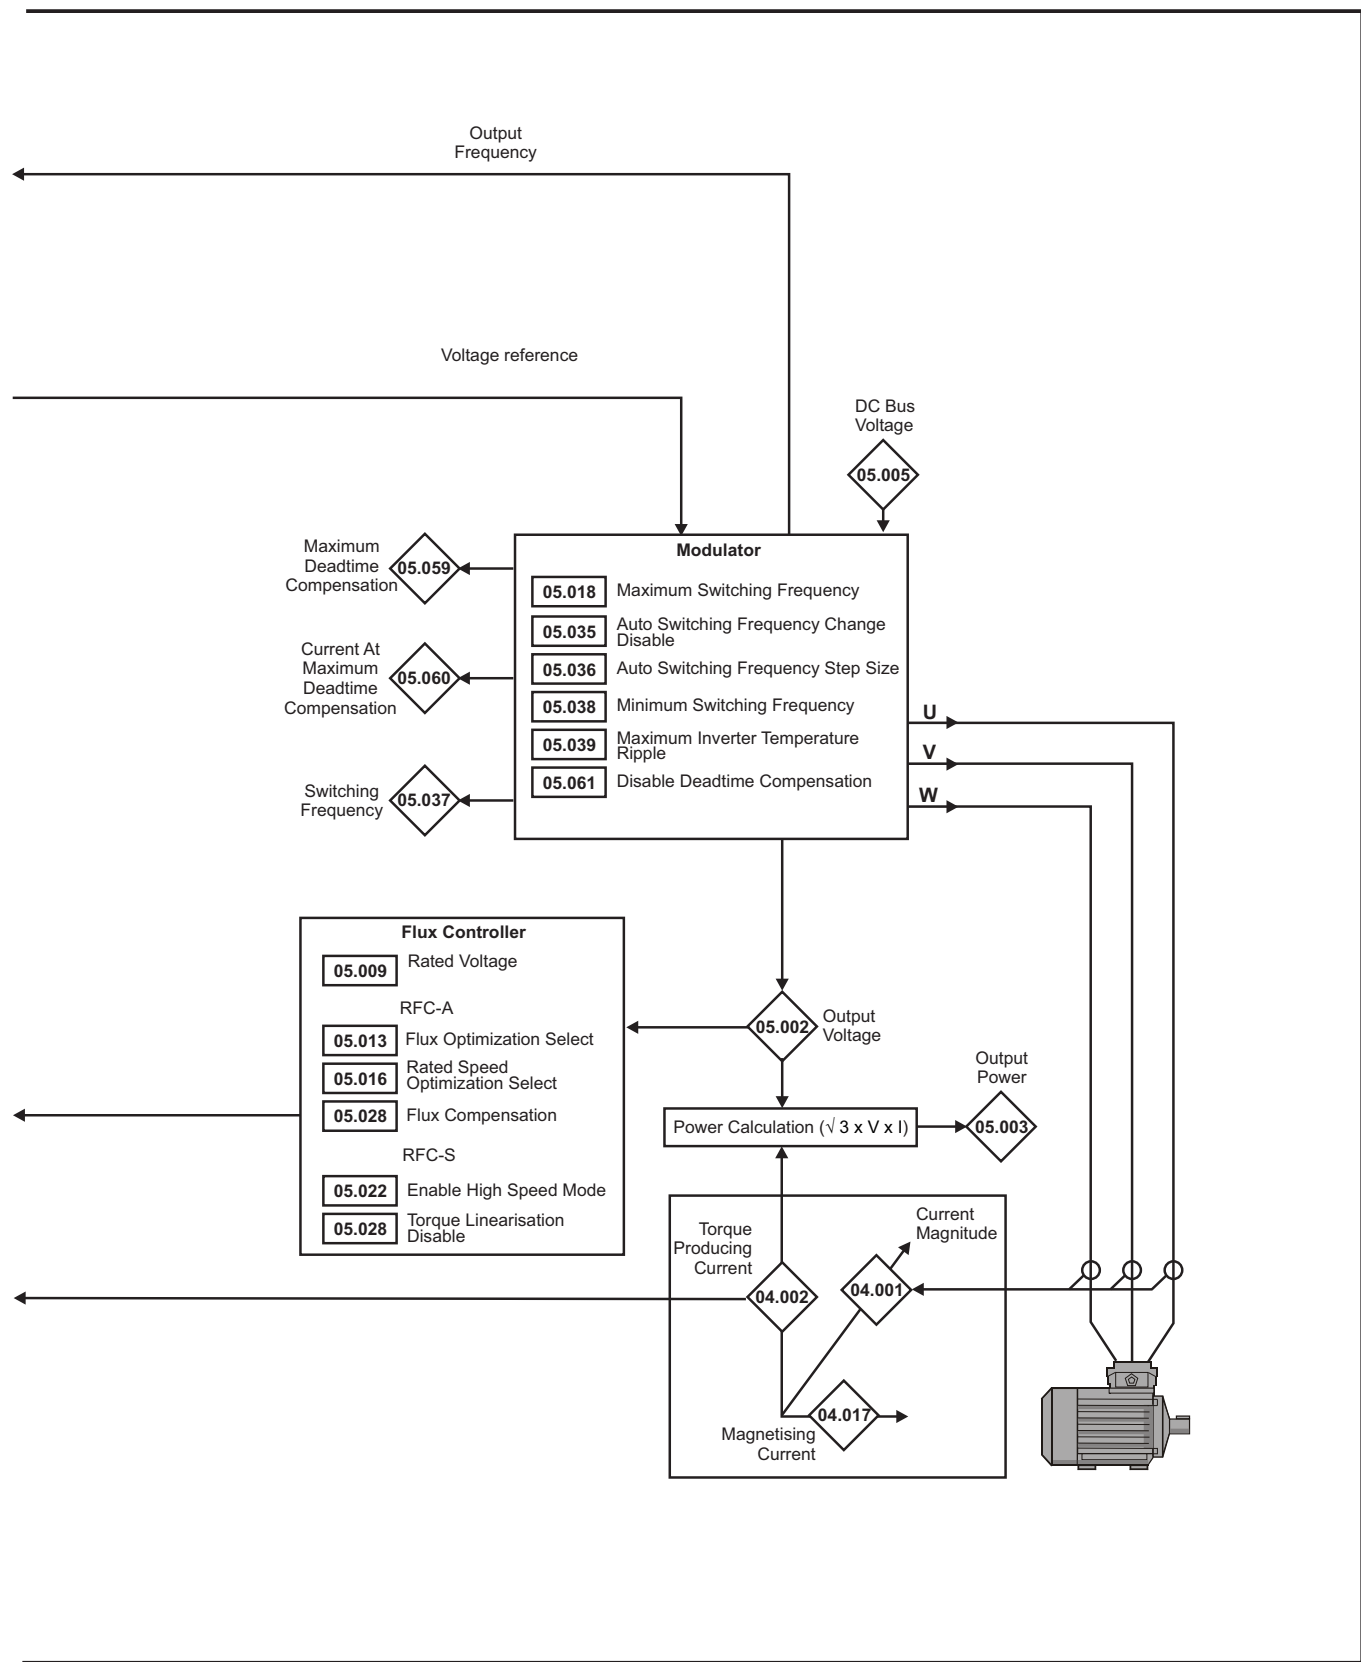 Output
Frequency
Voltage reference
DC Bus
Voltage
05.005
Maximum
Deadtime
Compensation
05.059
Current At
Maximum
Deadtime
Compensation
05.060
Switching
Frequency
05.037
Modulator
05.018 Maximum Switching Frequency
05.035 Auto Switching Frequency Change
Disable
05.036 Auto Switching Frequency Step Size
05.038 Minimum Switching Frequency
05.039 Maximum Inverter Temperature
Ripple
05.061 Disable Deadtime Compensation
U
V
W
Flux Controller
05.009 Rated Voltage
RFC-A
05.013 Flux Optimization Select
05.016 Rated Speed
Optimization Select
05.028 Flux Compensation
RFC-S
05.022 Enable High Speed Mode
05.028 Torque Linearisation
Disable
05.002
Output
Voltage
Output
Power
05.003
Power Calculation (√ 3 x V x I)
Torque
Producing
Current
04.002
Current
Magnitude
04.001
04.017
Magnetising
Current